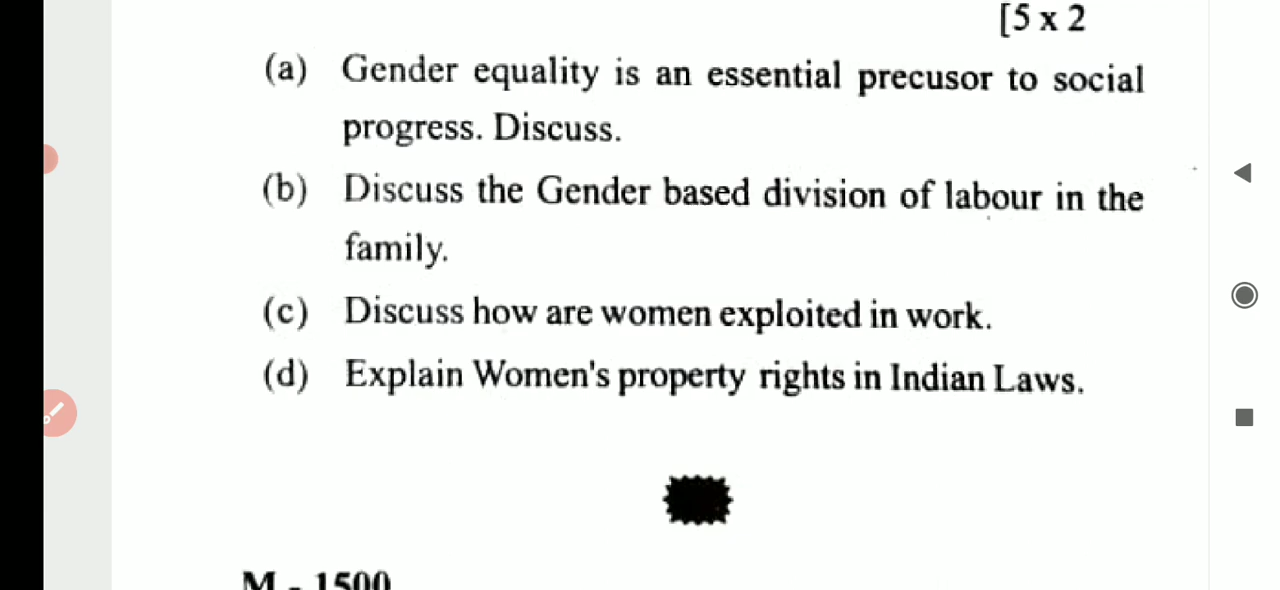 [5 x 2
(a) Gender equality is an essential precusor to social
progress. Discuss.
(b) Discuss the Gender based division of labour in the
family.
(c) Discuss how are women exploited in work.
(d) Explain Women's property rights in Indian Laws.
M - 1500